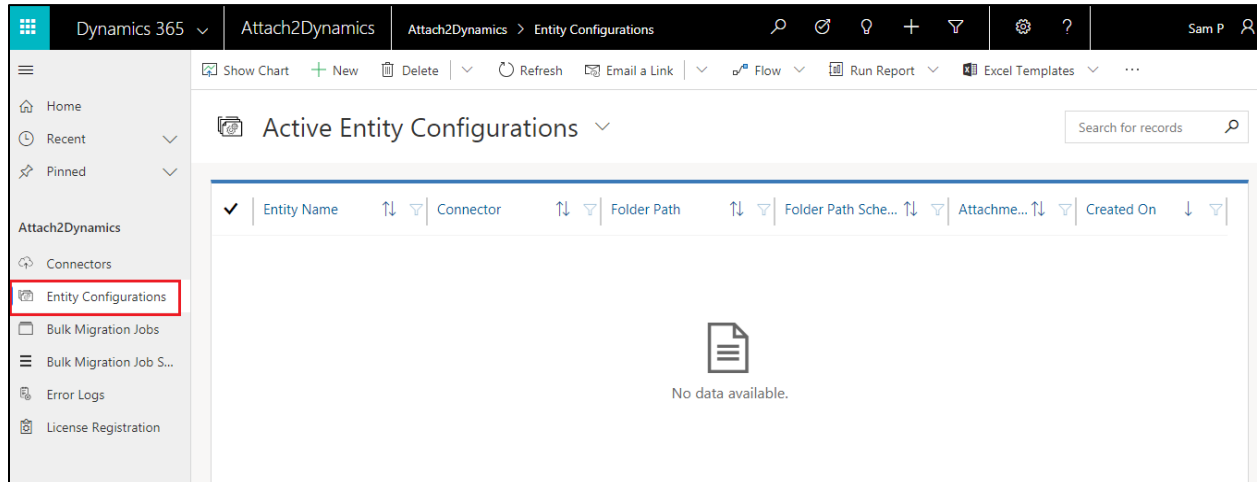 Dynamics 365 Attach2Dynamics Attach2Dynamics > Entity Configurations Sam P
Show Chart New Delete Refresh Email a Link Flow Run Report Excel Templates ...
Home
Recent
Pinned
Attach2Dynamics
Connectors
Entity Configurations
Bulk Migration Jobs
Bulk Migration Job S...
Error Logs
License Registration
Active Entity Configurations
Search for records
Entity Name Connector Folder Path Folder Path Sche... Attachme... Created On
No data available.